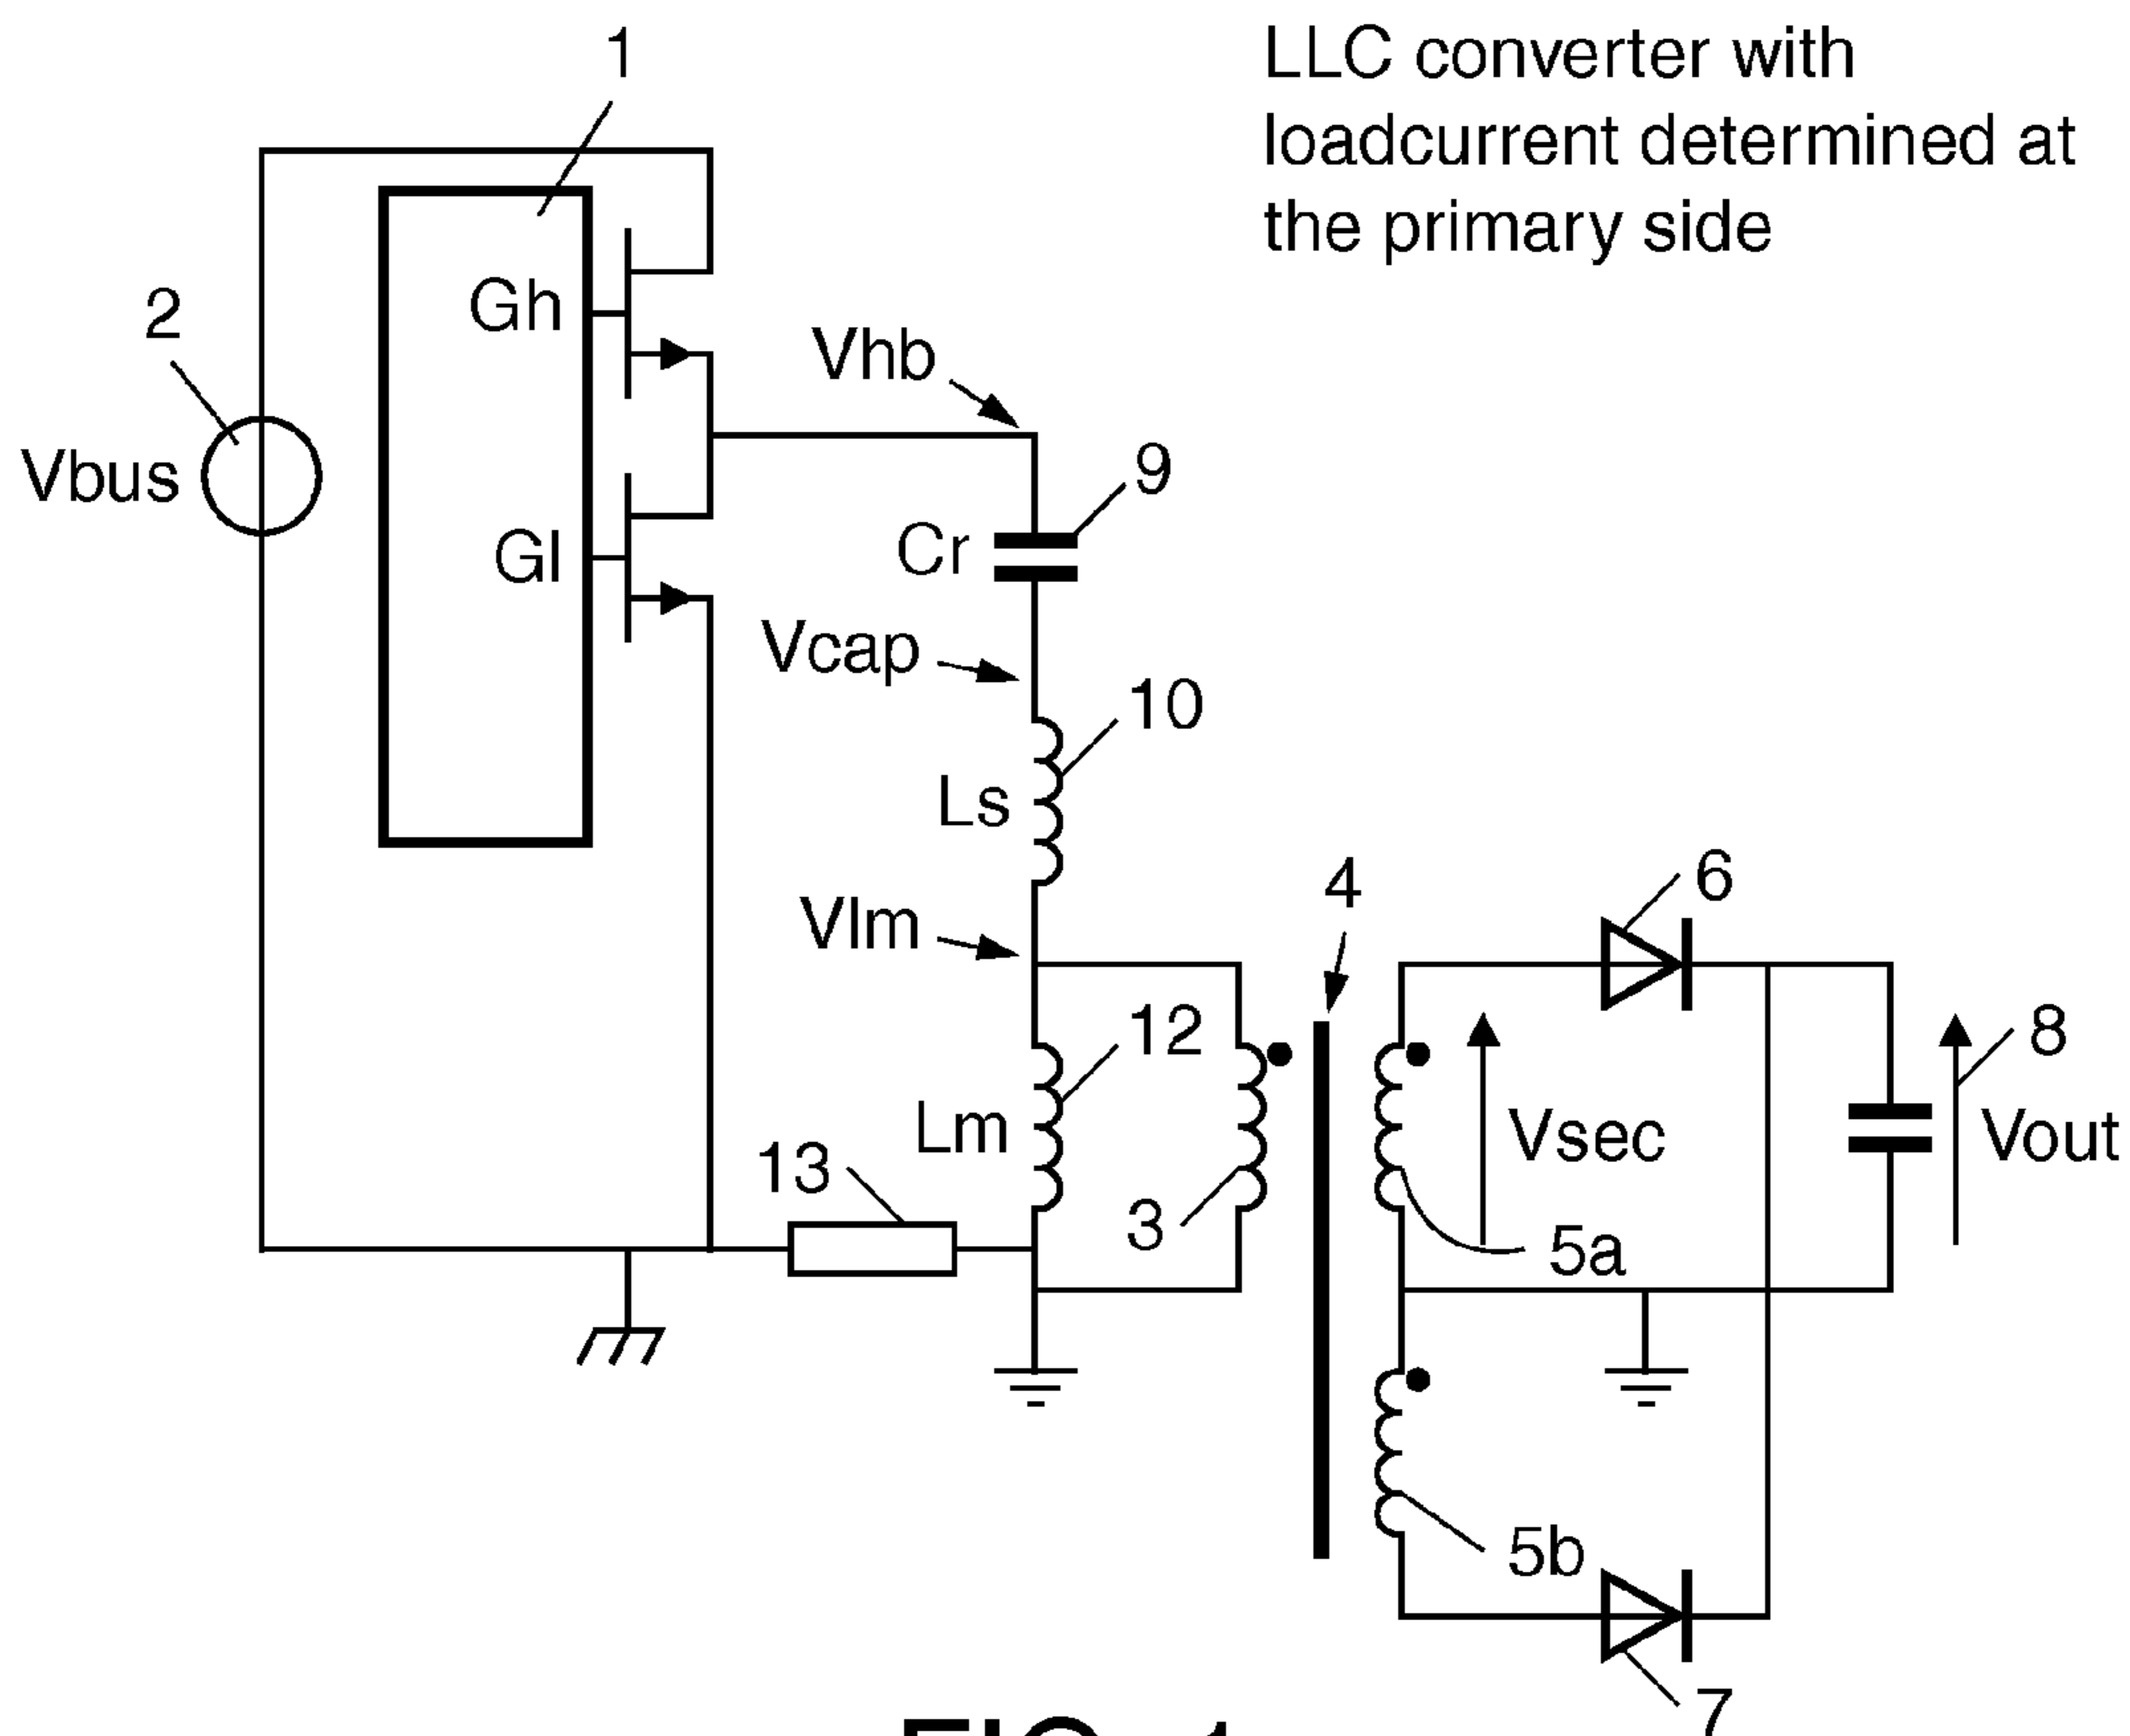 1
LLC converter with
loadcurrent determined at
the primary side
2
Gh
Vhb
Vbus
9
Gl
Cr
Vcap
10
Ls
4
6
Vlm
12
8
Lm
Vsec
Vout
13
3
5a
5b
7